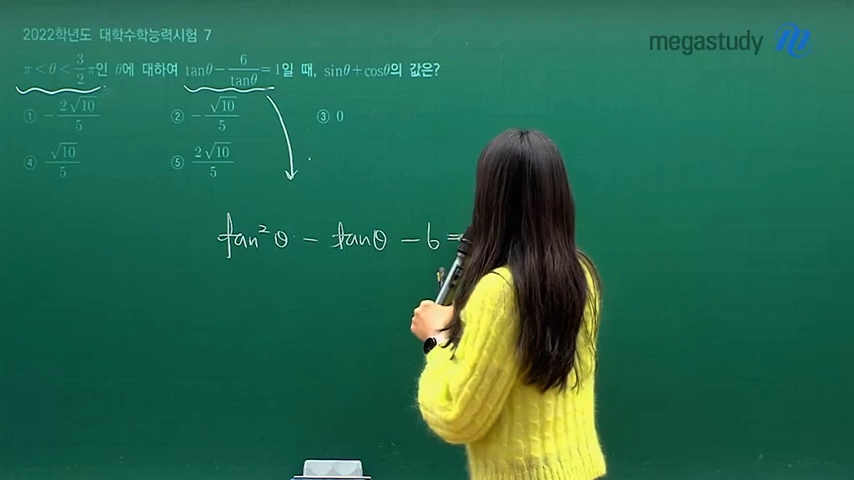 2022학년도 대학수학능력시험 7
megastudy
π<θ<3/2π인 θ에 대하여 tanθ-6/tanθ=1일 때, sinθ+cosθ의 값은?
① -2√10/5 ② -√10/5 ③ 0
④ √10/5 ⑤ 2√10/5
tan²θ - tanθ - 6 =